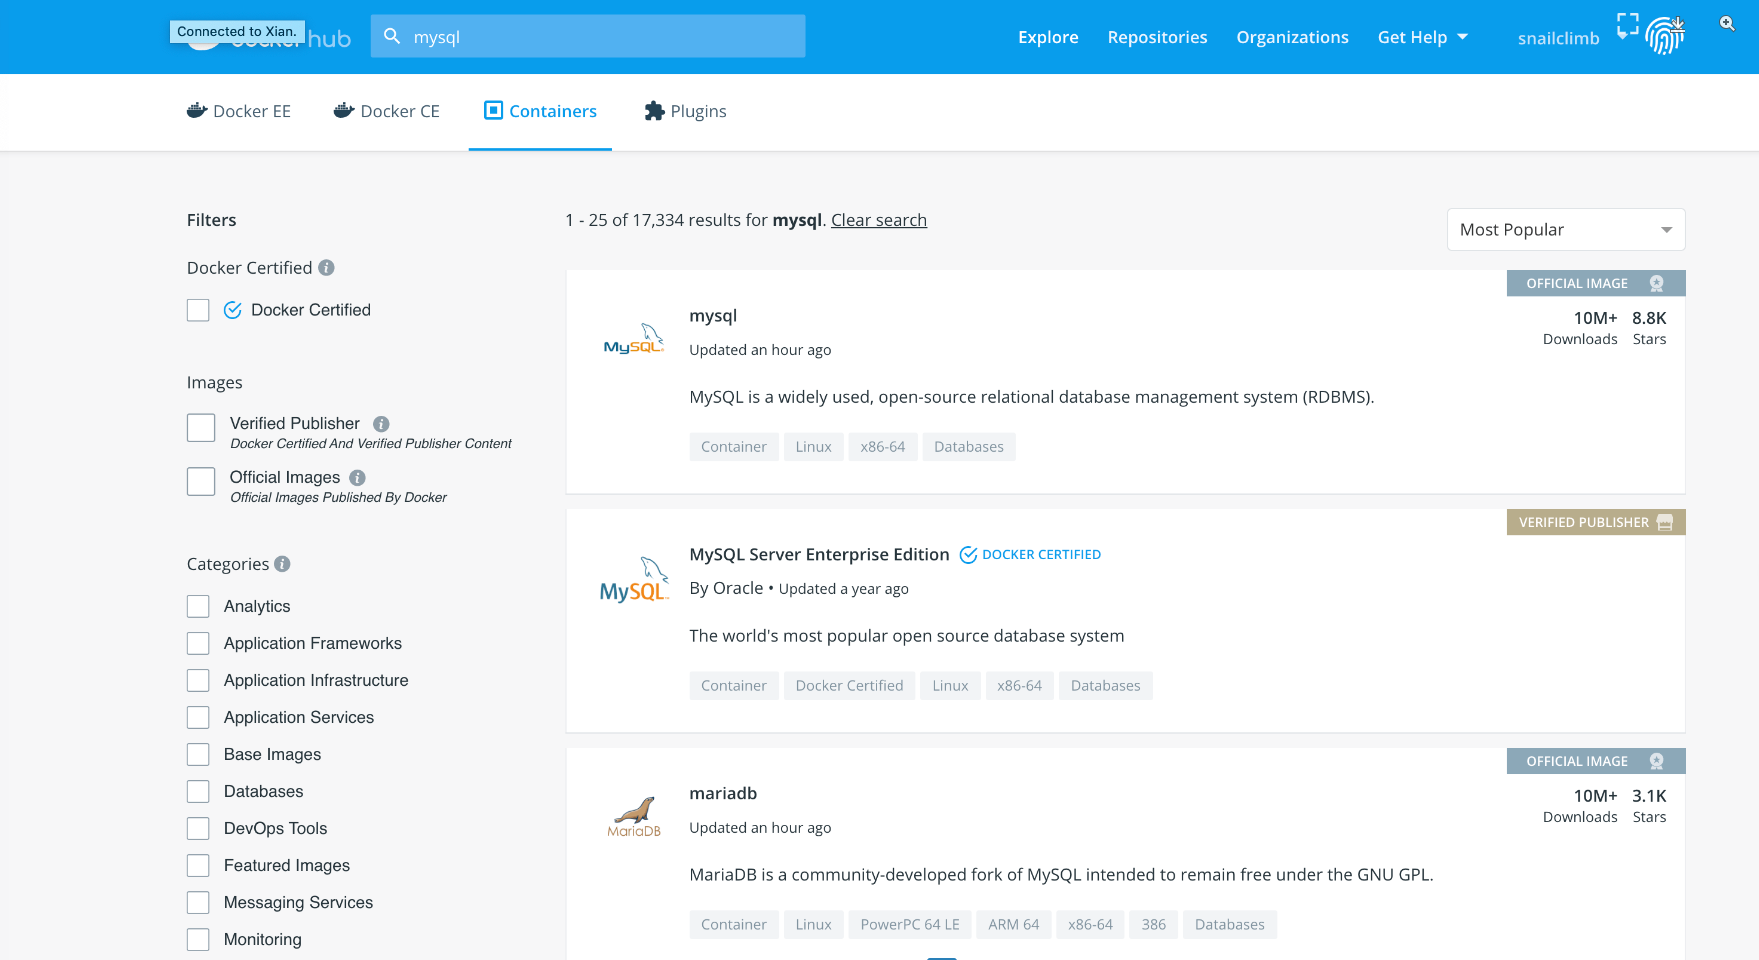 Connected to Xian.
hub
mysql
Explore
Repositories
Organizations
Get Help
snailclimb
Docker EE
Docker CE
Containers
Plugins
Filters
Docker Certified
Docker Certified
Images
Verified Publisher
Docker Certified And Verified Publisher Content
Official Images
Official Images Published By Docker
Categories
Analytics
Application Frameworks
Application Infrastructure
Application Services
Base Images
Databases
DevOps Tools
Featured Images
Messaging Services
Monitoring
1 - 25 of 17,334 results for mysql. Clear search
Most Popular
OFFICIAL IMAGE
MySQL
mysql
10M+ 8.8K
Updated an hour ago
Downloads Stars
MySQL is a widely used, open-source relational database management system (RDBMS).
Container Linux x86-64 Databases
VERIFIED PUBLISHER
MySQL
MySQL Server Enterprise Edition DOCKER CERTIFIED
By Oracle • Updated a year ago
The world's most popular open source database system
Container Docker Certified Linux x86-64 Databases
OFFICIAL IMAGE
MariaDB
mariadb
10M+ 3.1K
Updated an hour ago
Downloads Stars
MariaDB is a community-developed fork of MySQL intended to remain free under the GNU GPL.
Container Linux PowerPC 64 LE ARM 64 x86-64 386 Databases